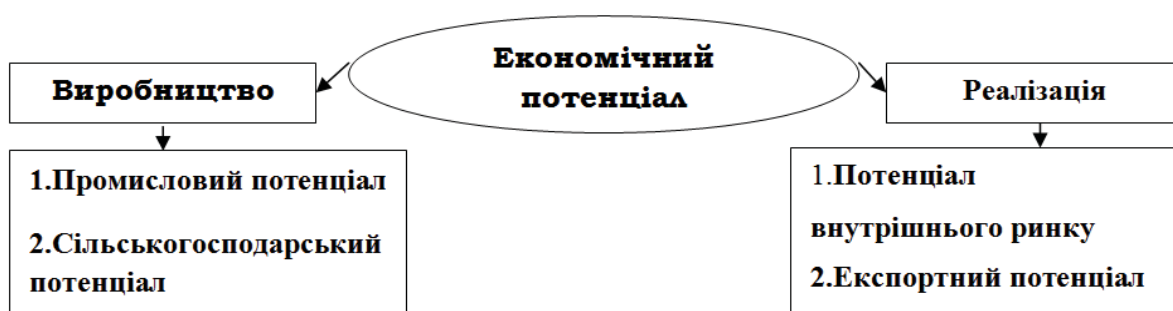 Економічний
потенціал
Виробництво
Реалізація
1.Промисловий потенціал
2.Сільськогосподарський
потенціал
1.Потенціал
внутрішнього ринку
2.Експортний потенціал